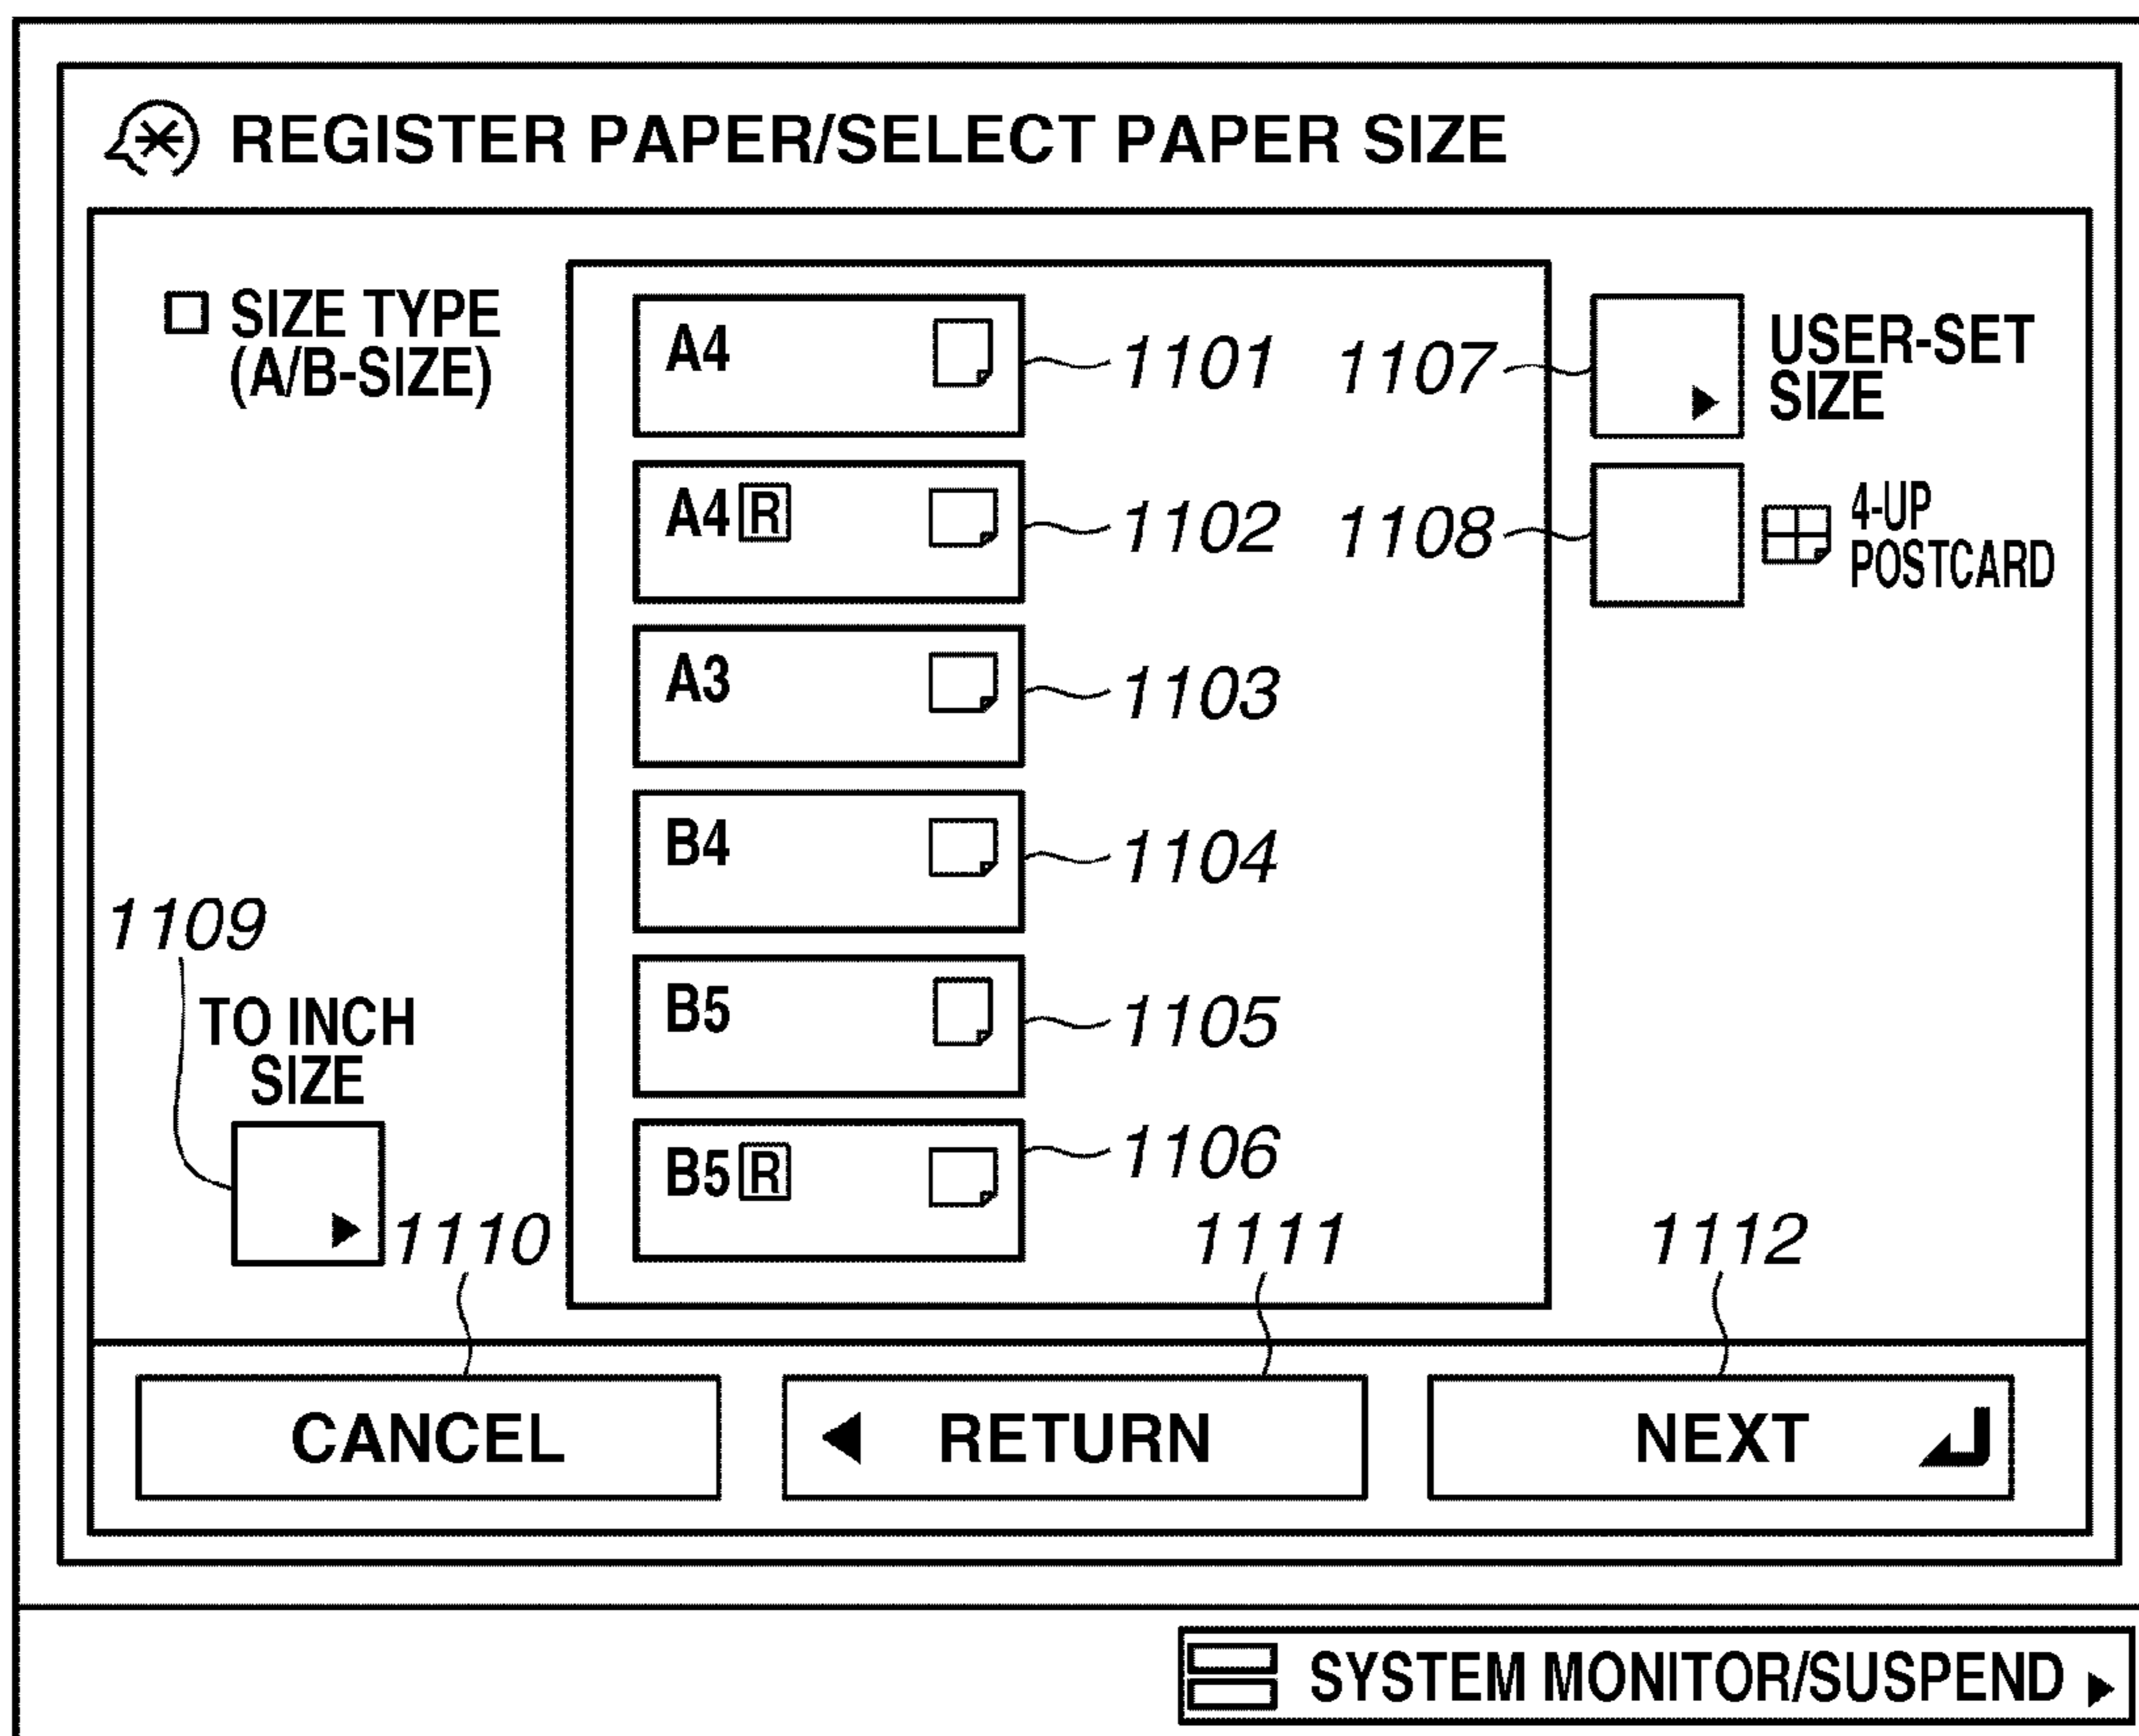 REGISTER PAPER/SELECT PAPER SIZE
SIZE TYPE
(A/B-SIZE)
A4
1101
1107
USER-SET
SIZE
A4 R
1102
1108
4-UP
POSTCARD
A3
1103
B4
1104
1109
TO INCH
SIZE
B5
1105
B5 R
1106
1110
1111
1112
CANCEL
RETURN
NEXT
SYSTEM MONITOR/SUSPEND